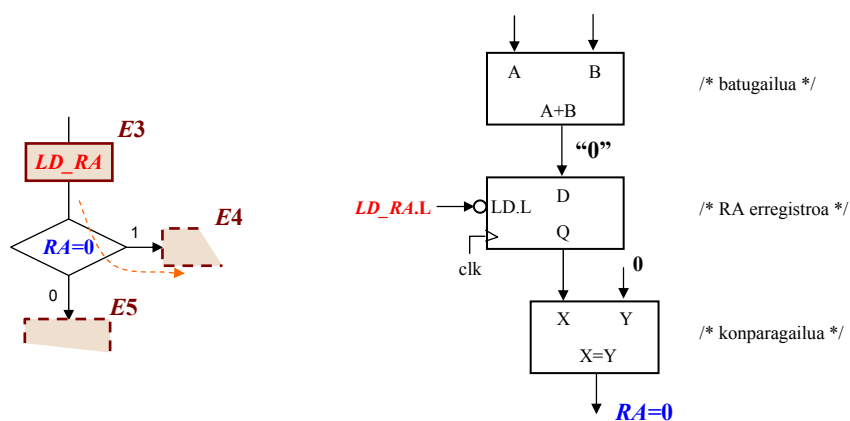 E3
LD_RA
RA=0
1
E4
0
E5
A B
A+B
/* batugailua */
“0”
LD_RA.L
LD.L
D
Q
clk
/* RA erregistroa */
0
X Y
X=Y
/* konparagailua */
RA=0